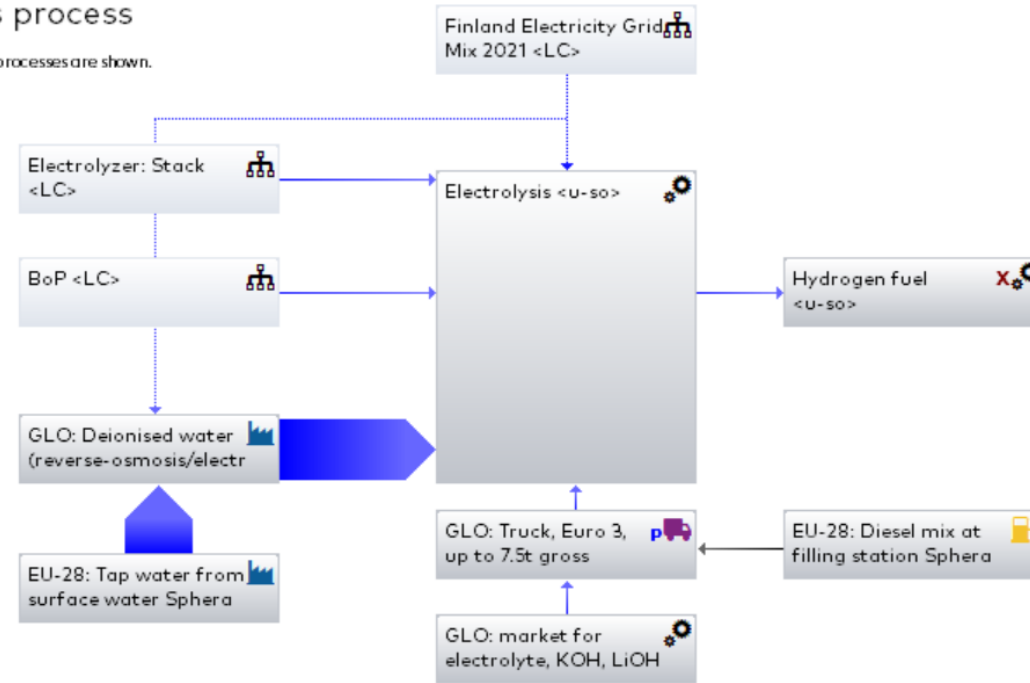 s process
processes are shown.
Finland Electricity Grid
Mix 2021 <LC>
Electrolyzer: Stack
<LC>
Electrolysis <u-so>
BoP <LC>
Hydrogen fuel
<u-so>
X
GLO: Deionised water
(reverse-osmosis/electr
GLO: Truck, Euro 3,
up to 7.5t gross
p
EU-28: Diesel mix at
filling station Sphera
EU-28: Tap water from
surface water Sphera
GLO: market for
electrolyte, KOH, LiOH